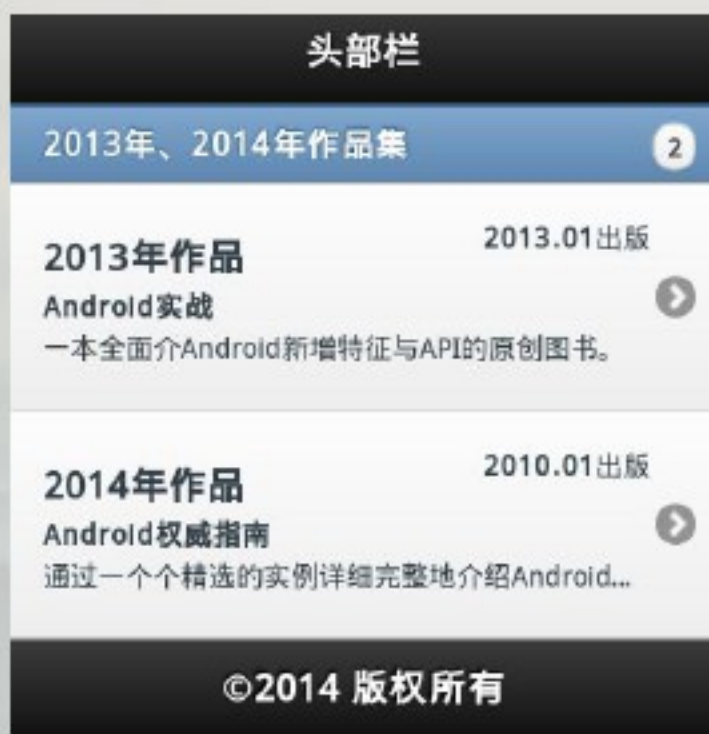 头部栏
2013年、2014年作品集 2
2013年作品 2013.01出版
Android实战
一本全面介Android新增特征与API的原创图书。
2014年作品 2010.01出版
Android权威指南
通过一个个精选的实例详细完整地介绍Android...
©2014 版权所有